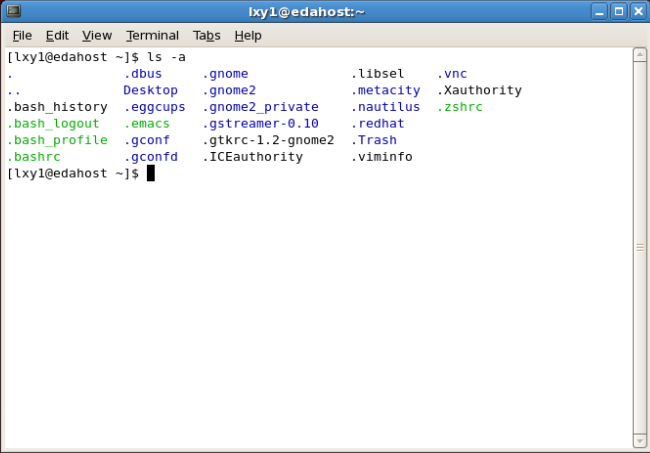 lxy1@edahost:~
File Edit View Terminal Tabs Help
[lxy1@edahost ~]$ ls -a
. .dbus .gnome .libsel .vnc
.. Desktop .gnome2 .metacity .Xauthority
.bash_history .eggcups .gnome2_private .nautilus .zshrc
.bash_logout .emacs .gstreamer-0.10 .redhat
.bash_profile .gconf .gtkrc-1.2-gnome2 .Trash
.bashrc .gconfd .ICEauthority .viminfo
[lxy1@edahost ~]$